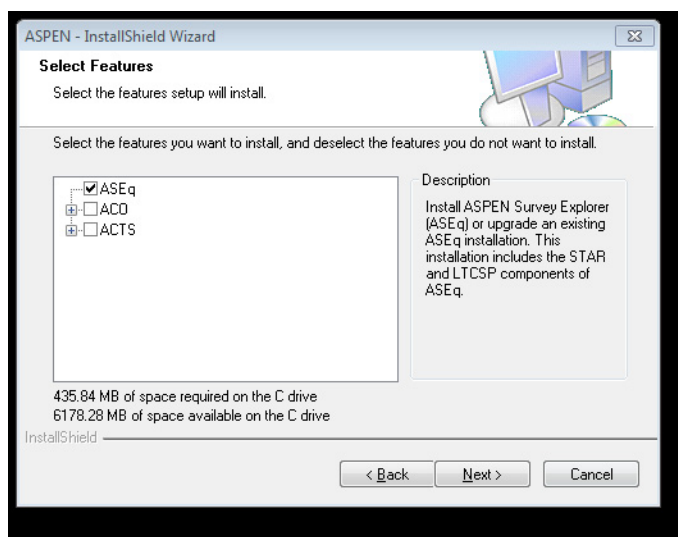 ASPEN - InstallShield Wizard
Select Features
Select the features setup will install.
Select the features you want to install, and deselect the features you do not want to install.
ASEq
ACO
ACTS
Description
Install ASPEN Survey Explorer
(ASEq) or upgrade an existing
ASEq installation. This
installation includes the STAR
and LTCSP components of
ASEq.
435.84 MB of space required on the C drive
6178.28 MB of space available on the C drive
InstallShield
< Back
Next >
Cancel